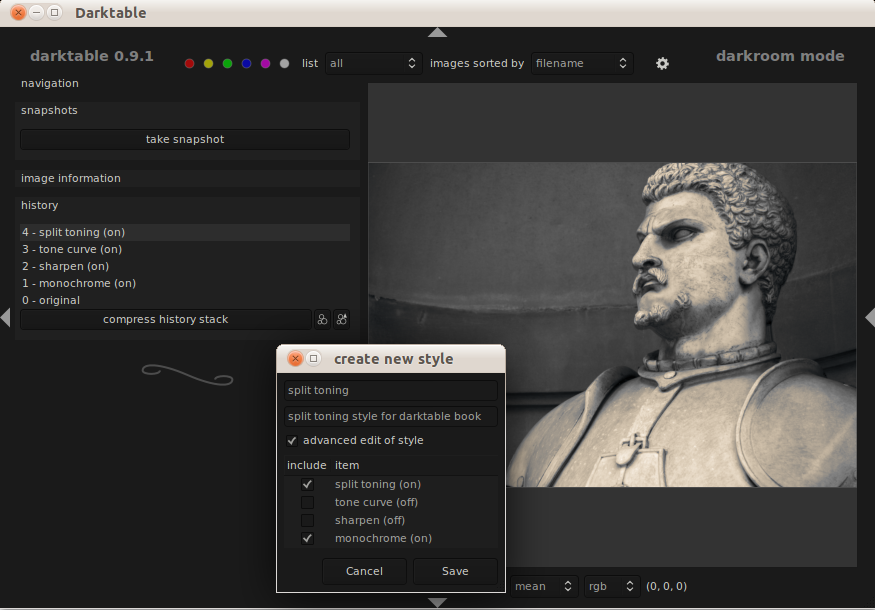 Darktable
darktable 0.9.1
list all images sorted by filename
darkroom mode
navigation
snapshots
take snapshot
image information
history
4 - split toning (on)
3 - tone curve (on)
2 - sharpen (on)
1 - monochrome (on)
0 - original
compress history stack
create new style
split toning
split toning style for darktable book
advanced edit of style
include item
split toning (on)
tone curve (off)
sharpen (off)
monochrome (on)
Cancel Save
mean rgb (0, 0, 0)